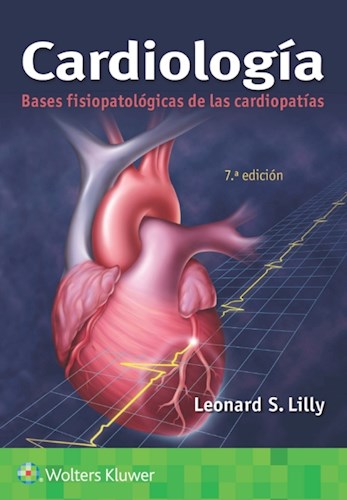 Cardiología
Bases fisiopatológicas de las cardiopatías
7.ª edición
Leonard S. Lilly
Wolters Kluwer